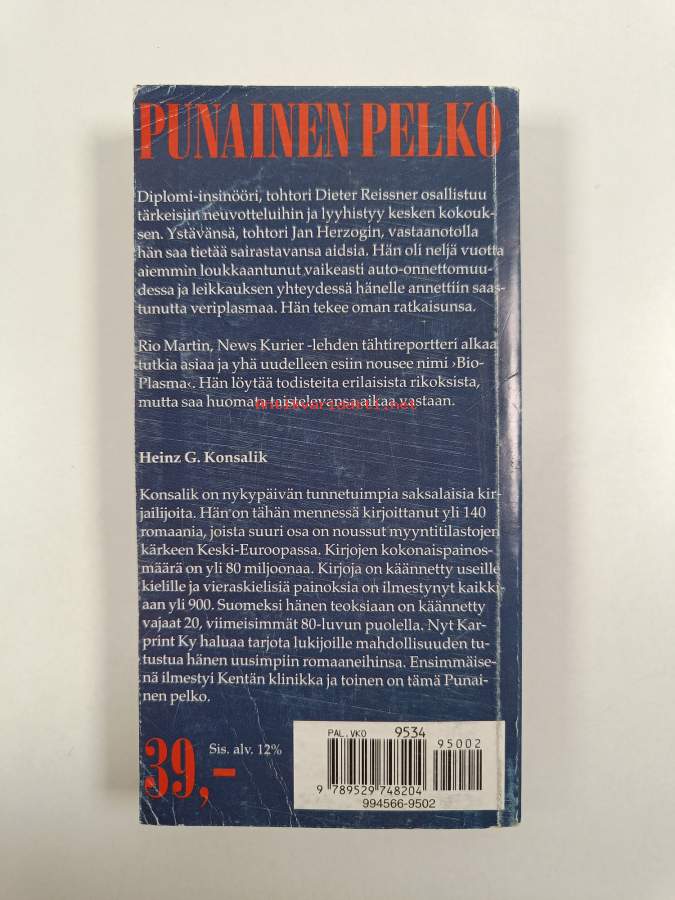 PUNAINEN PELKO
Diplomi-insinööri, tohtori Dieter Reissner osallistuu
tärkeisiin neuvotteluihin ja lyyhistyy kesken kokouk-
sen. Ystävänsä, tohtori Jan Herzogin, vastaanotolla
hän saa tietää sairastavansa aidsia. Hän oli neljä vuotta
aiemmin loukkaantunut vaikeasti auto-onnettomuu-
dessa ja leikkauksen yhteydessä hänelle annettiin saas-
tunutta veriplasmaa. Hän tekee oman ratkaisunsa.
Rio Martin, News Kurier -lehden tähtireportteri alkaa
tutkia asiaa ja yhä uudelleen esiin nousee nimi ›Bio-
Plasma‹. Hän löytää todisteita erilaisista rikoksista,
mutta saa huomata taistelevansa aikaa vastaan.
Heinz G. Konsalik
Konsalik on nykypäivän tunnetuimpia saksalaisia kir-
jailijoita. Hän on tähän mennessä kirjoittanut yli 140
romaania, joista suuri osa on noussut myyntitilastojen
kärkeen Keski-Euroopassa. Kirjojen kokonaispainos-
määrä on yli 80 miljoonaa. Kirjoja on käännetty useille
kielille ja vieraskielisiä painoksia on ilmestynyt kaikki-
aan yli 900. Suomeksi hänen teoksiaan on käännetty
vajaat 20, viimeisimmät 80-luvun puolella. Nyt Kar-
print Ky haluaa tarjota lukijoille mahdollisuuden tu-
tustua hänen uusimpiin romaaneihinsa. Ensimmäise-
nä ilmestyi Kentän klinikka ja toinen on tämä Punai-
nen pelko.
39,- Sis. alv. 12%
PAL.VKO 9534
95002
9 789529 748204
994566-9502